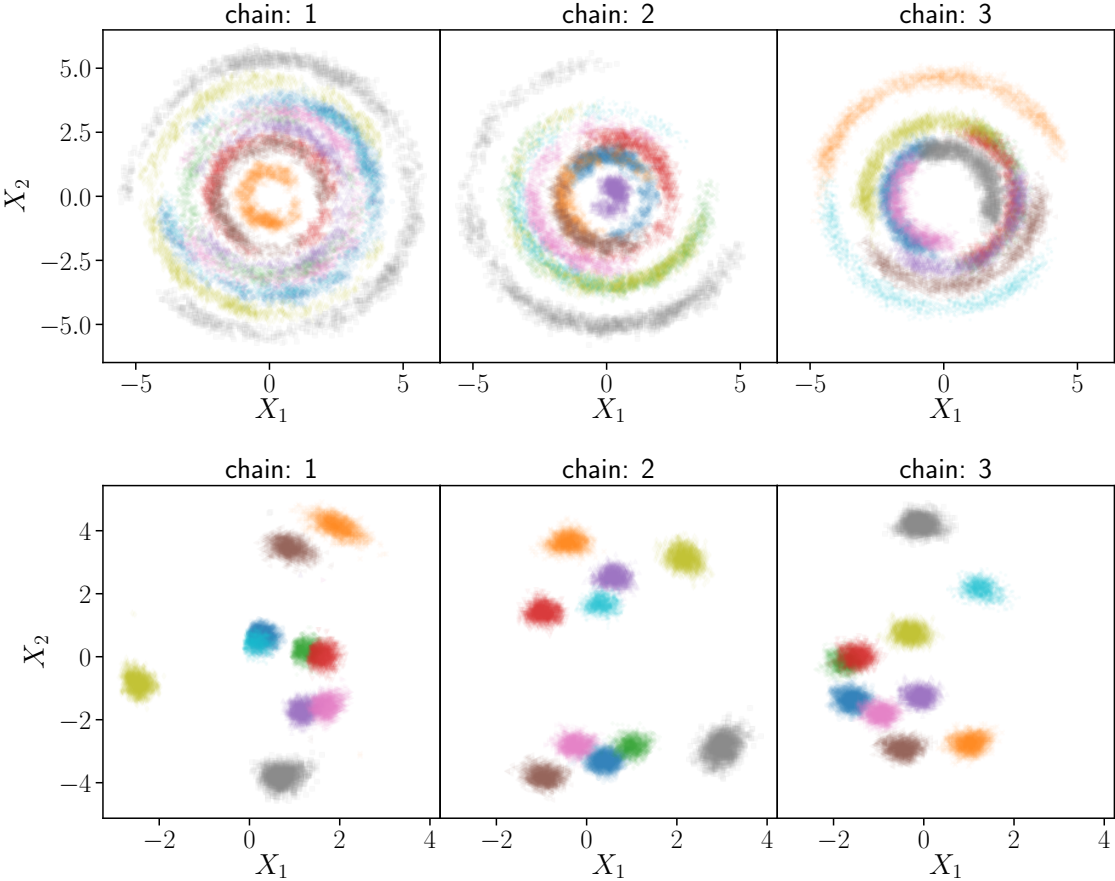 chain: 1 chain: 2 chain: 3
5.0
2.5
0.0
−2.5
−5.0
X₂
−5 0 5 −5 0 5 −5 0 5
X₁ X₁ X₁
chain: 1 chain: 2 chain: 3
4
2
0
−2
−4
X₂
−2 0 2 4 −2 0 2 4 −2 0 2 4
X₁ X₁ X₁